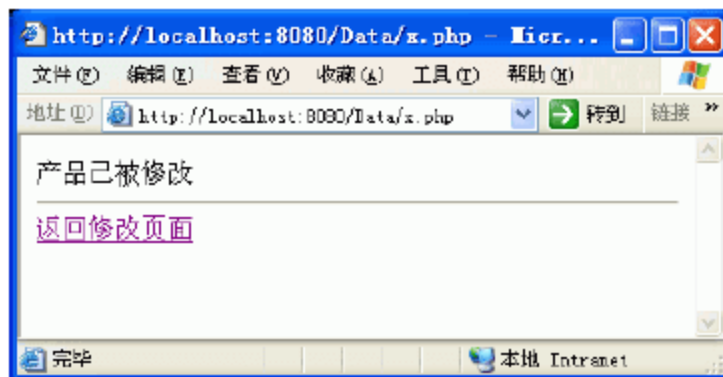 http://localhost:8080/Data/x.php - Micr...
文件(F) 编辑(E) 查看(V) 收藏(A) 工具(T) 帮助(H)
地址(D) http://localhost:8080/Data/x.php 转到 链接 »
产品已被修改
返回修改页面
完毕 本地 Intranet